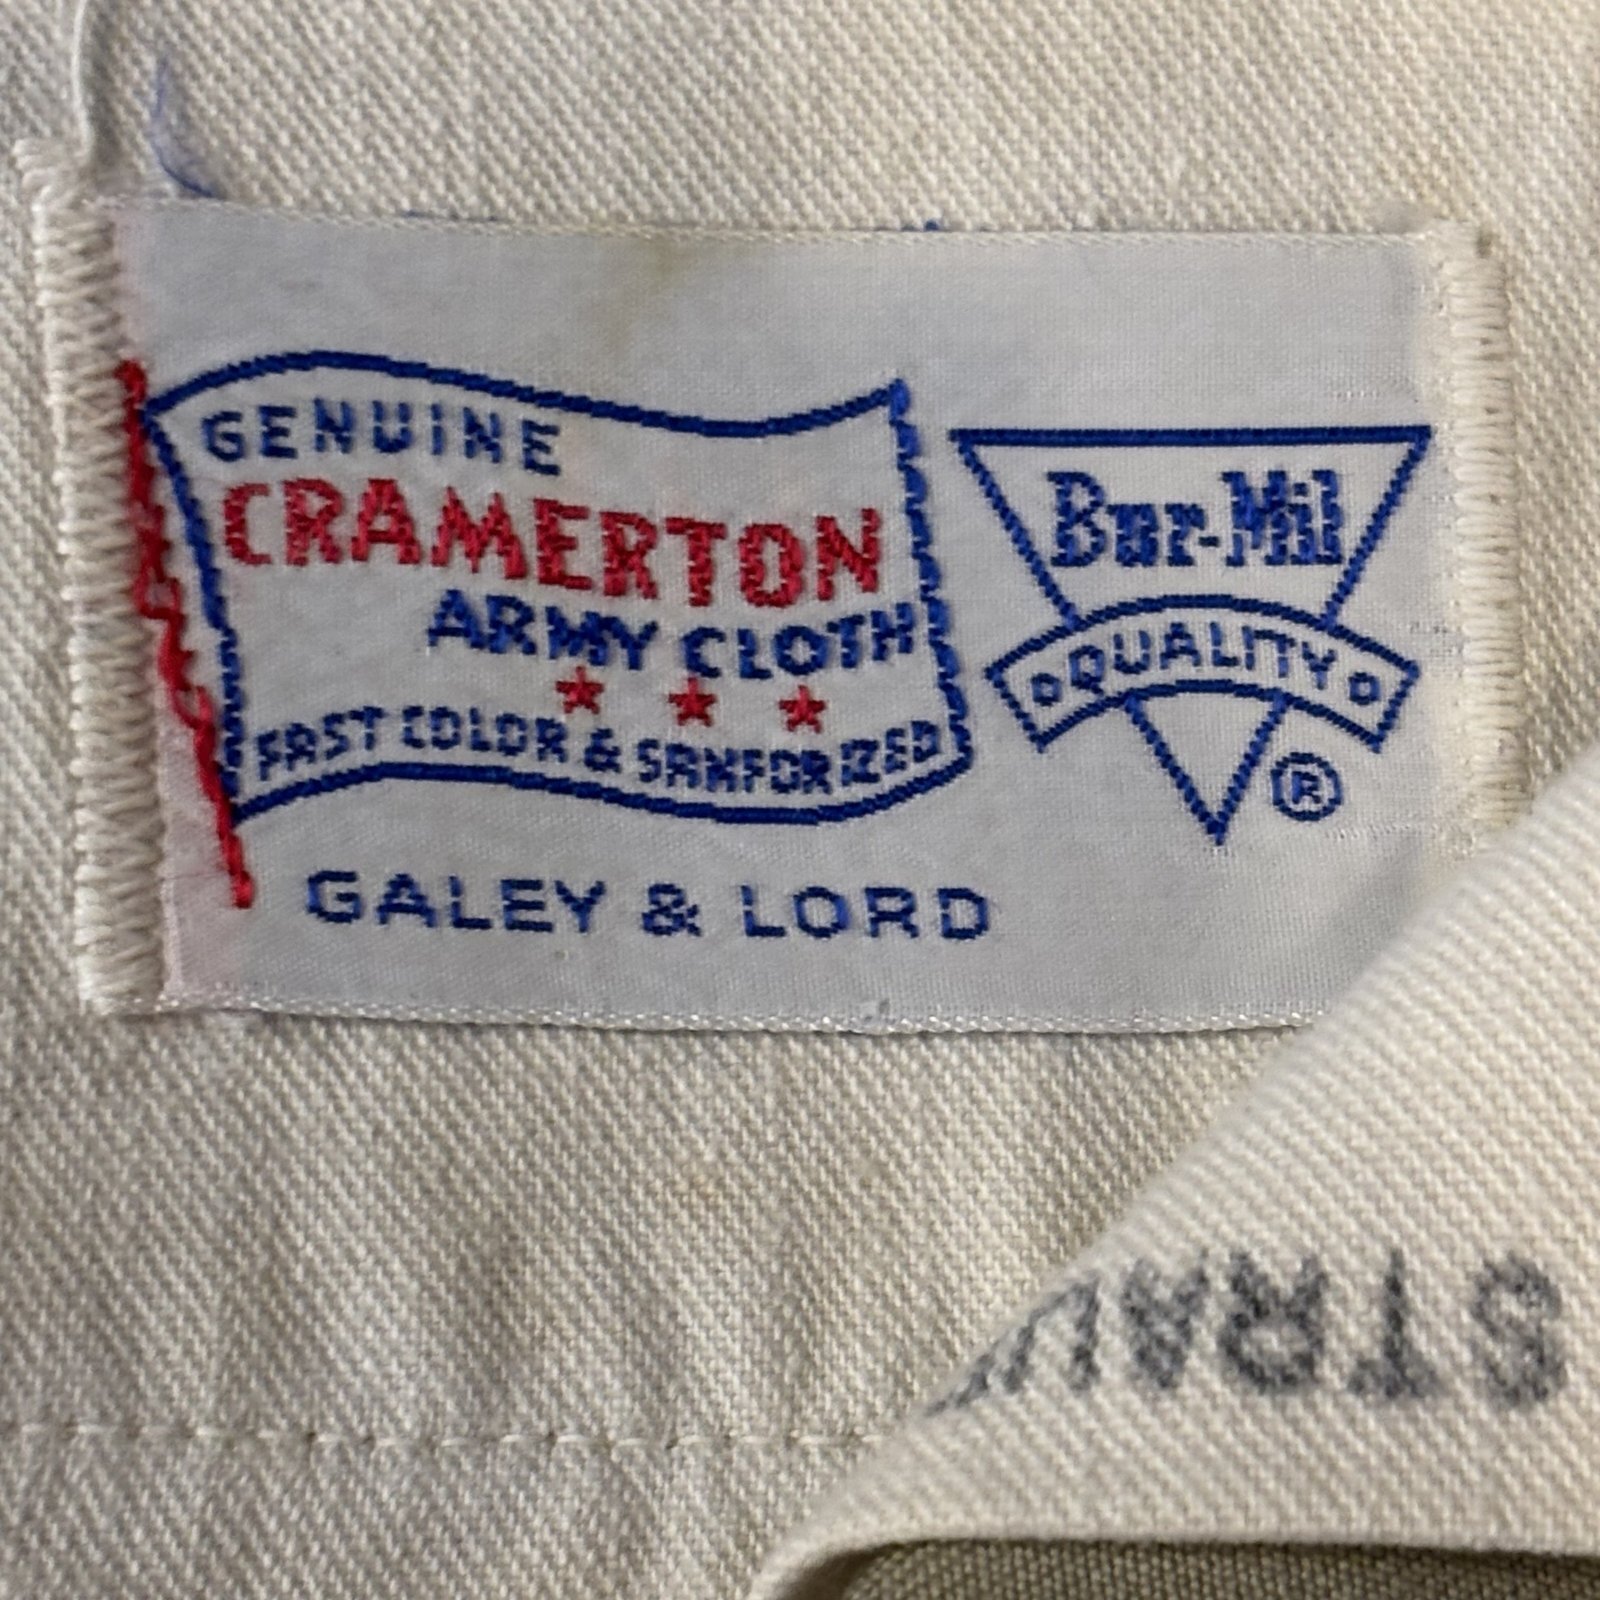 GENUINE
CRAMERTON
ARMY CLOTH
FAST COLOR & SANFORIZED
GALEY & LORD
Bur-Mil
QUALITY
®